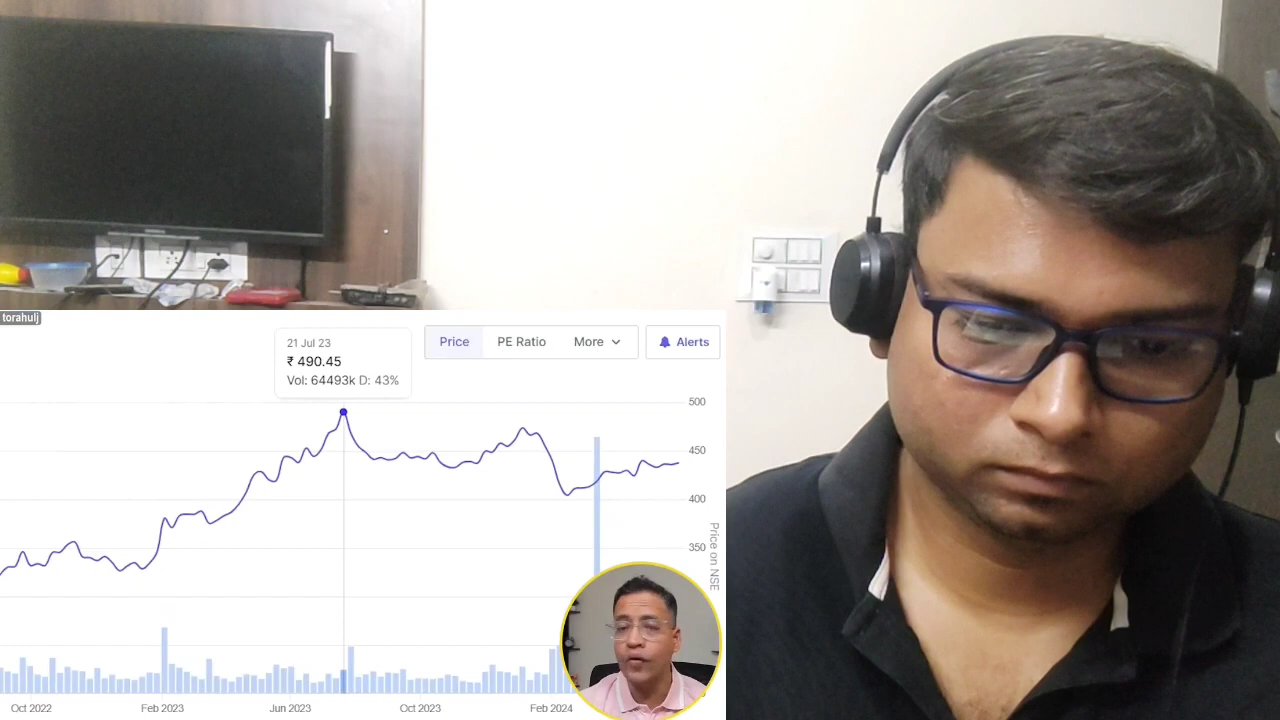 torahulj
21 Jul 23
₹ 490.45
Vol: 64493k D: 43%
Price PE Ratio More Alerts
500
450
400
350
Price on NSE
Oct 2022 Feb 2023 Jun 2023 Oct 2023 Feb 2024